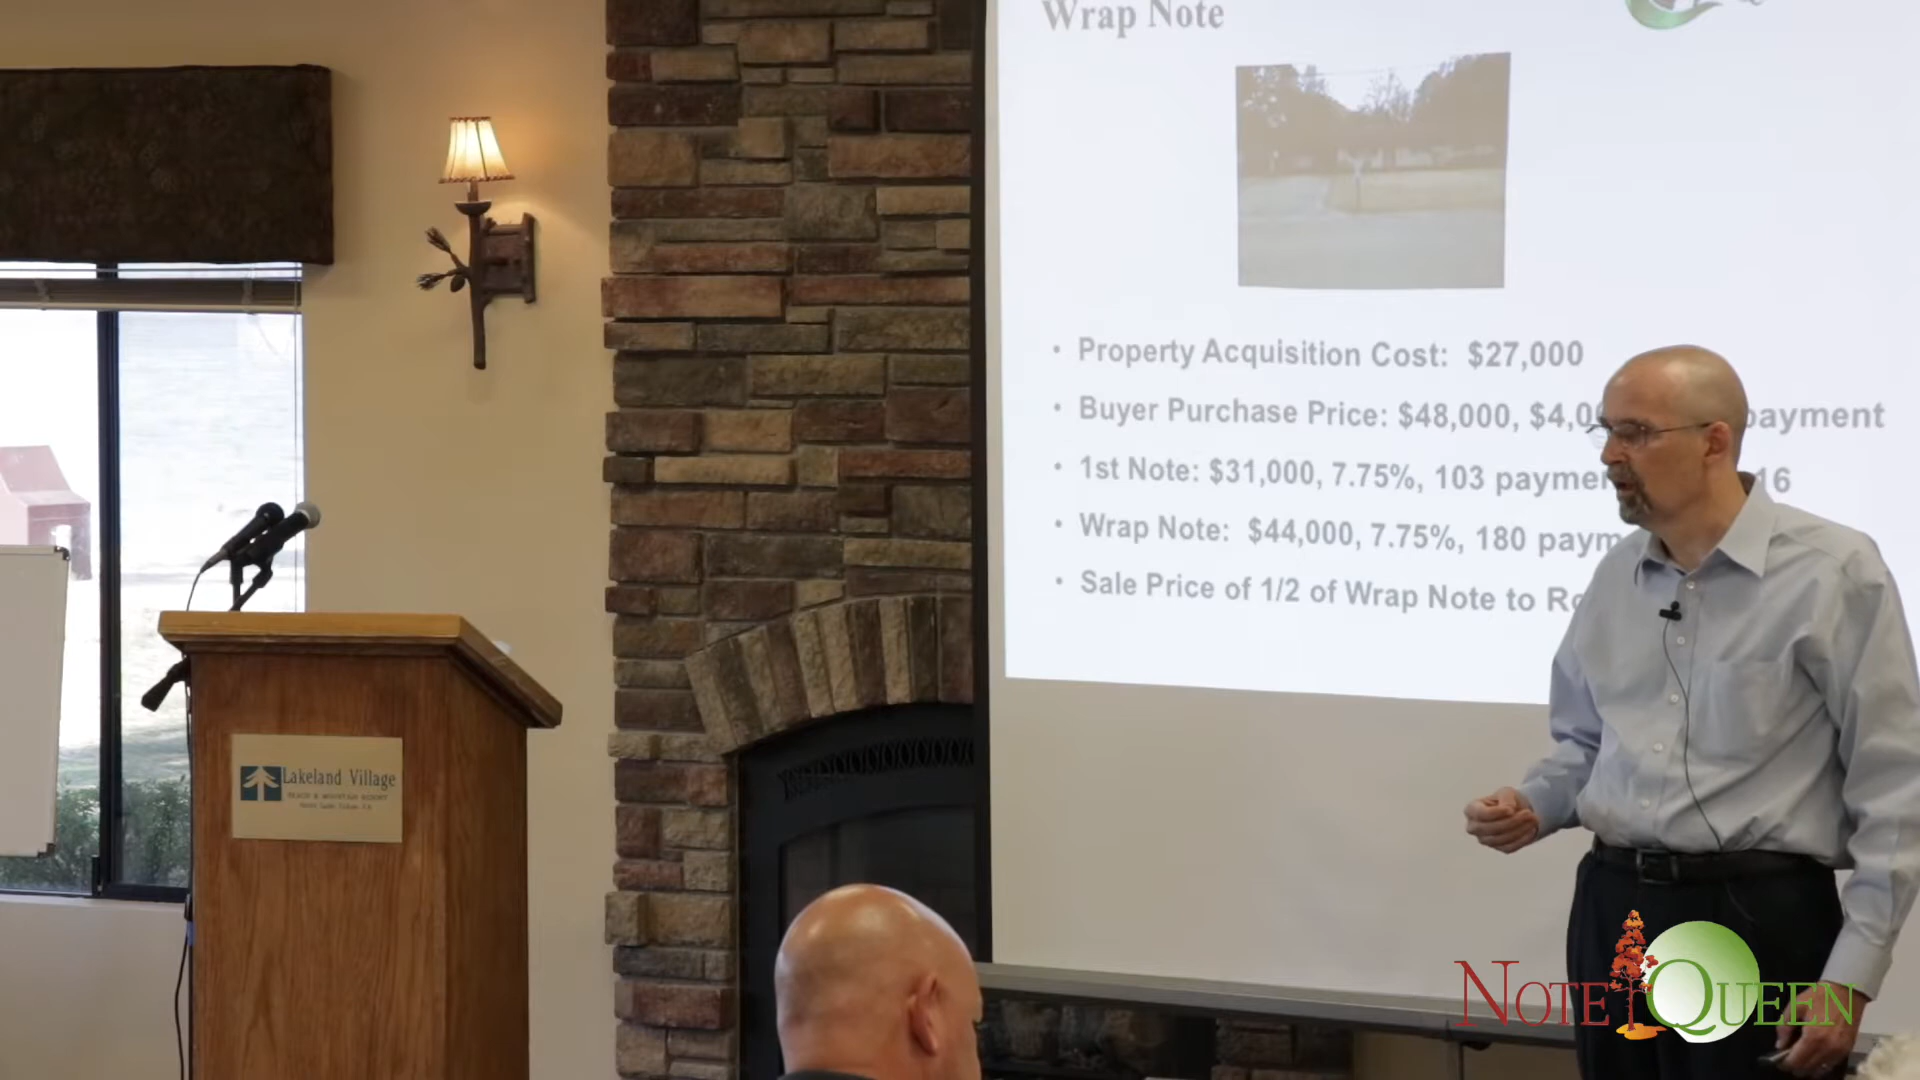 Wrap Note
• Property Acquisition Cost: $27,000
• Buyer Purchase Price: $48,000, $4,0 payment
• 1st Note: $31,000, 7.75%, 103 payme 16
• Wrap Note: $44,000, 7.75%, 180 paym
• Sale Price of 1/2 of Wrap Note to Ro
Lakeland Village
NOTE QUEEN